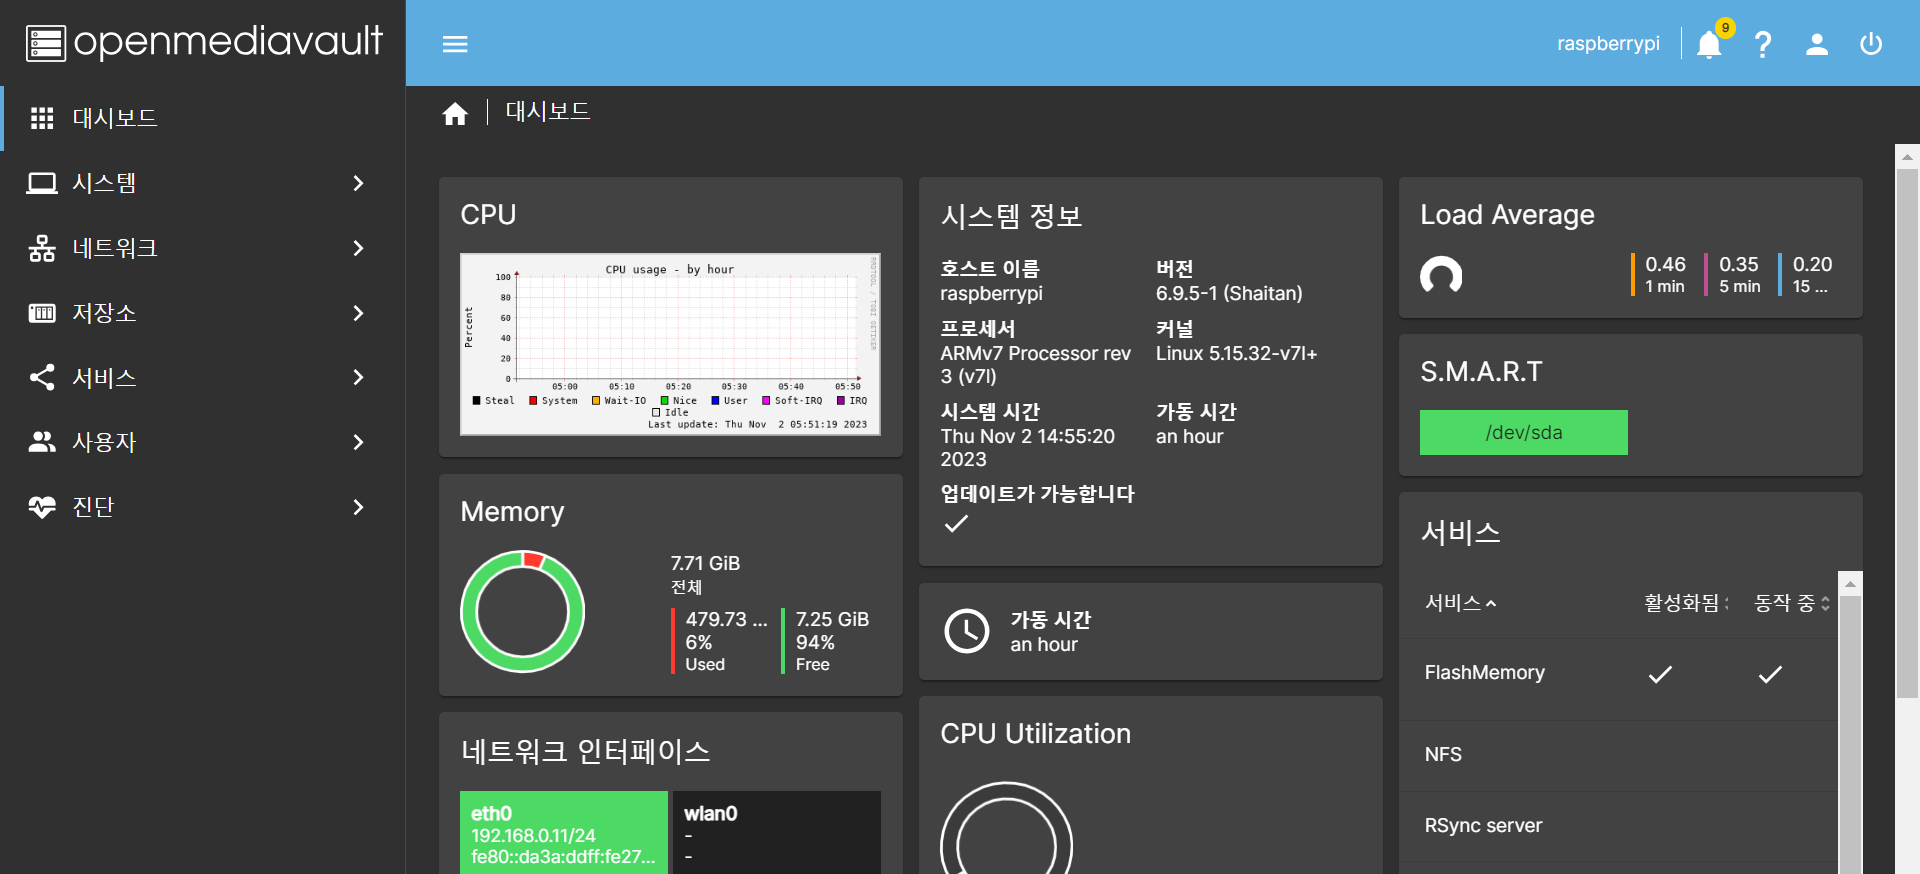 openmediavault
raspberrypi
9
대시보드
시스템
네트워크
저장소
서비스
사용자
진단
대시보드
CPU
CPU usage - by hour
RRDTOOL / TOBI OETIKER
Percent
100
80
60
40
20
0
05:00 05:10 05:20 05:30 05:40 05:50
Steal System Wait-IO Nice User Soft-IRQ IRQ
Idle
Last update: Thu Nov 2 05:51:19 2023
Memory
7.71 GiB
전체
479.73 ...
6%
Used
7.25 GiB
94%
Free
네트워크 인터페이스
eth0
192.168.0.11/24
fe80::da3a:ddff:fe27...
wlan0
-
-
시스템 정보
호스트 이름
raspberrypi
버전
6.9.5-1 (Shaitan)
프로세서
ARMv7 Processor rev
3 (v7l)
커널
Linux 5.15.32-v7l+
시스템 시간
Thu Nov 2 14:55:20
2023
가동 시간
an hour
업데이트가 가능합니다
가동 시간
an hour
CPU Utilization
Load Average
0.46
1 min
0.35
5 min
0.20
15 ...
S.M.A.R.T
/dev/sda
서비스
서비스 활성화됨 동작 중
FlashMemory
NFS
RSync server